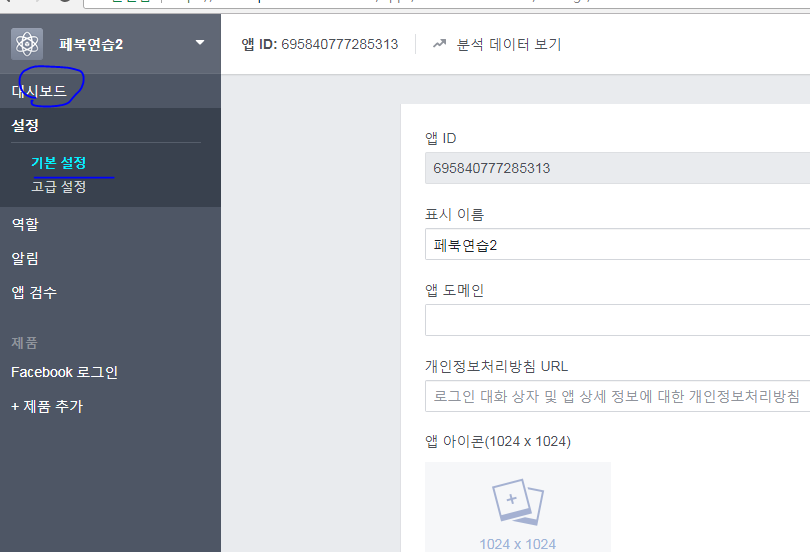 페북연습2
앱 ID: 695840777285313
분석 데이터 보기
대시보드
설정
기본 설정
고급 설정
역할
알림
앱 검수
제품
Facebook 로그인
+ 제품 추가
앱 ID
695840777285313
표시 이름
페북연습2
앱 도메인
개인정보처리방침 URL
로그인 대화 상자 및 앱 상세 정보에 대한 개인정보처리방침
앱 아이콘(1024 x 1024)
1024 x 1024